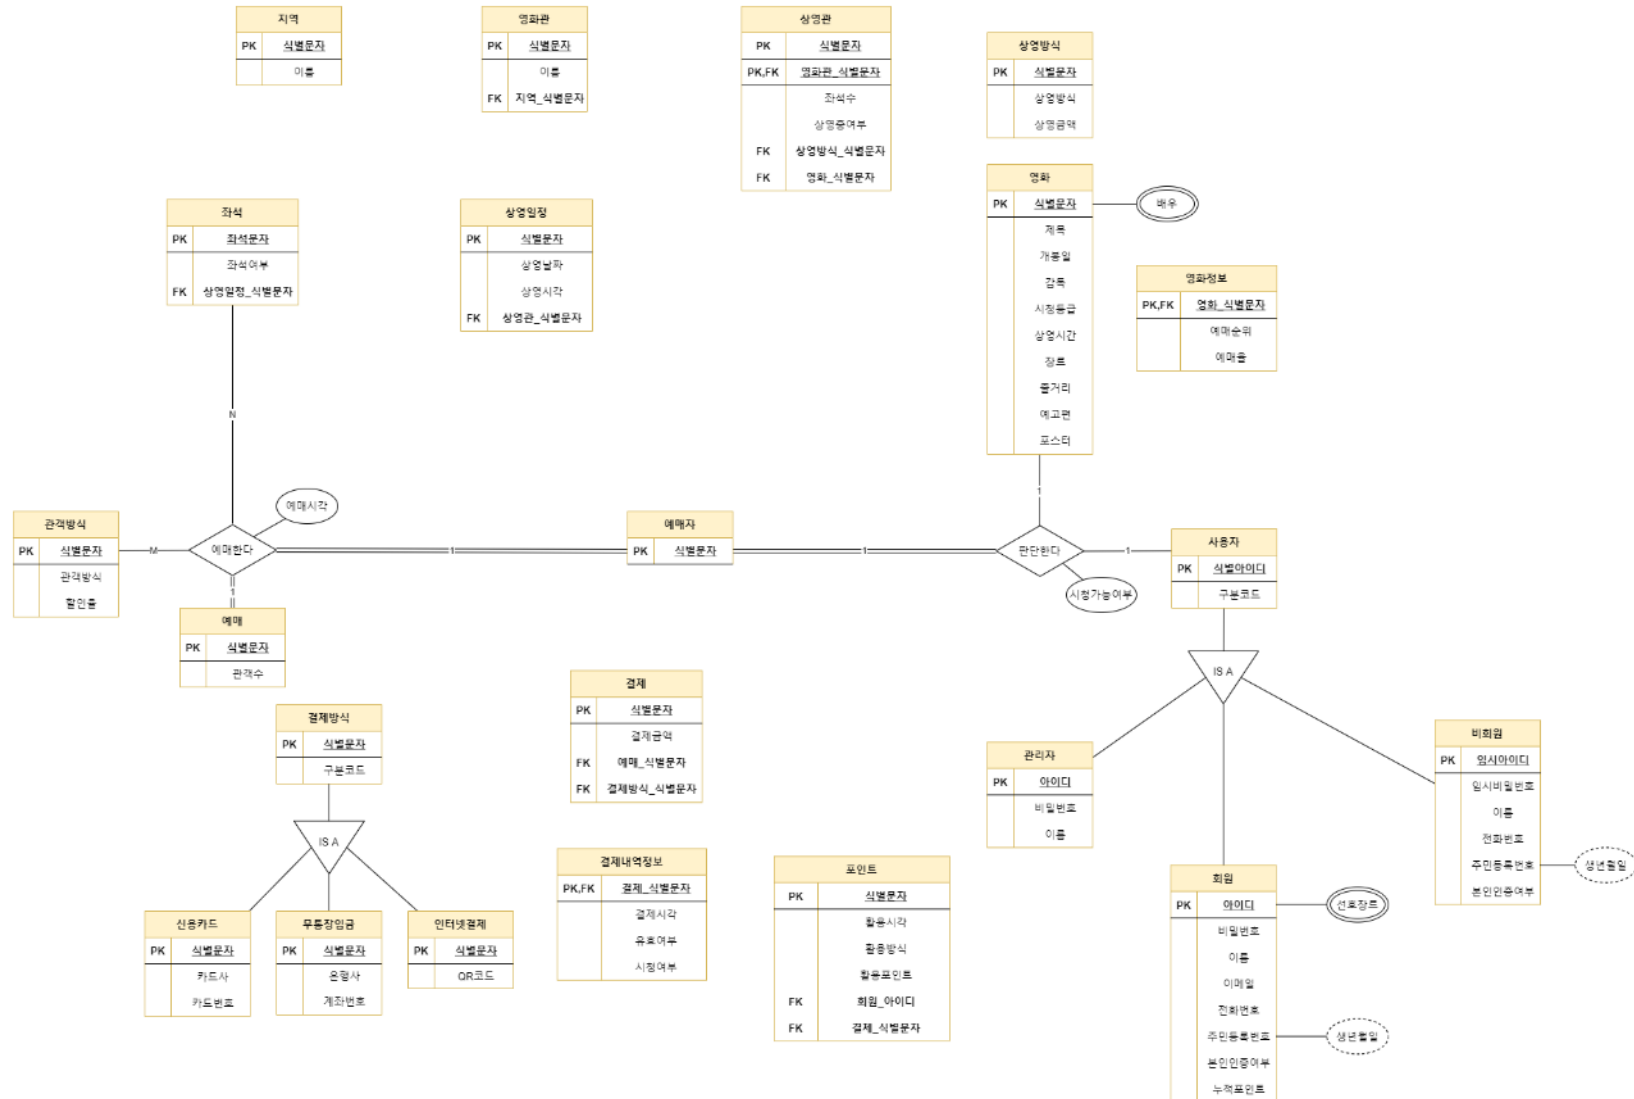 지역
PK 식별문자
이름
영화관
PK 식별문자
이름
FK 지역_식별문자
상영관
PK 식별문자
PK,FK 영화관_식별문자
좌석수
상영중여부
FK 상영방식_식별문자
FK 영화_식별문자
상영방식
PK 식별문자
상영방식
상영금액
영화
PK 식별문자
제목
개봉일
감독
시청등급
상영시간
장르
줄거리
예고편
포스터
배우
영화정보
PK,FK 영화_식별문자
예매순위
예매율
좌석
PK 좌석문자
좌석여부
FK 상영일정_식별문자
상영일정
PK 식별문자
상영날짜
상영시각
FK 상영관_식별문자
N
예매시각
관객방식
PK 식별문자
관객방식
할인율
M
예매한다
1
1
예매
PK 식별문자
관객수
예매자
PK 식별문자
1
1
판단한다
시청가능여부
1
사용자
PK 식별아이디
구분코드
IS A
관리자
PK 아이디
비밀번호
이름
비회원
PK 임시아이디
임시비밀번호
이름
전화번호
주민등록번호
본인인증여부
생년월일
회원
PK 아이디
비밀번호
이름
이메일
전화번호
주민등록번호
본인인증여부
누적포인트
선호장르
생년월일
결제방식
PK 식별문자
구분코드
IS A
신용카드
PK 식별문자
카드사
카드번호
무통장입금
PK 식별문자
은행사
계좌번호
인터넷결제
PK 식별문자
QR코드
결제
PK 식별문자
결제금액
FK 예매_식별문자
FK 결제방식_식별문자
결제내역정보
PK,FK 결제_식별문자
결제시각
유효여부
시청여부
포인트
PK 식별문자
활용시각
활용방식
활용포인트
FK 회원_아이디
FK 결제_식별문자